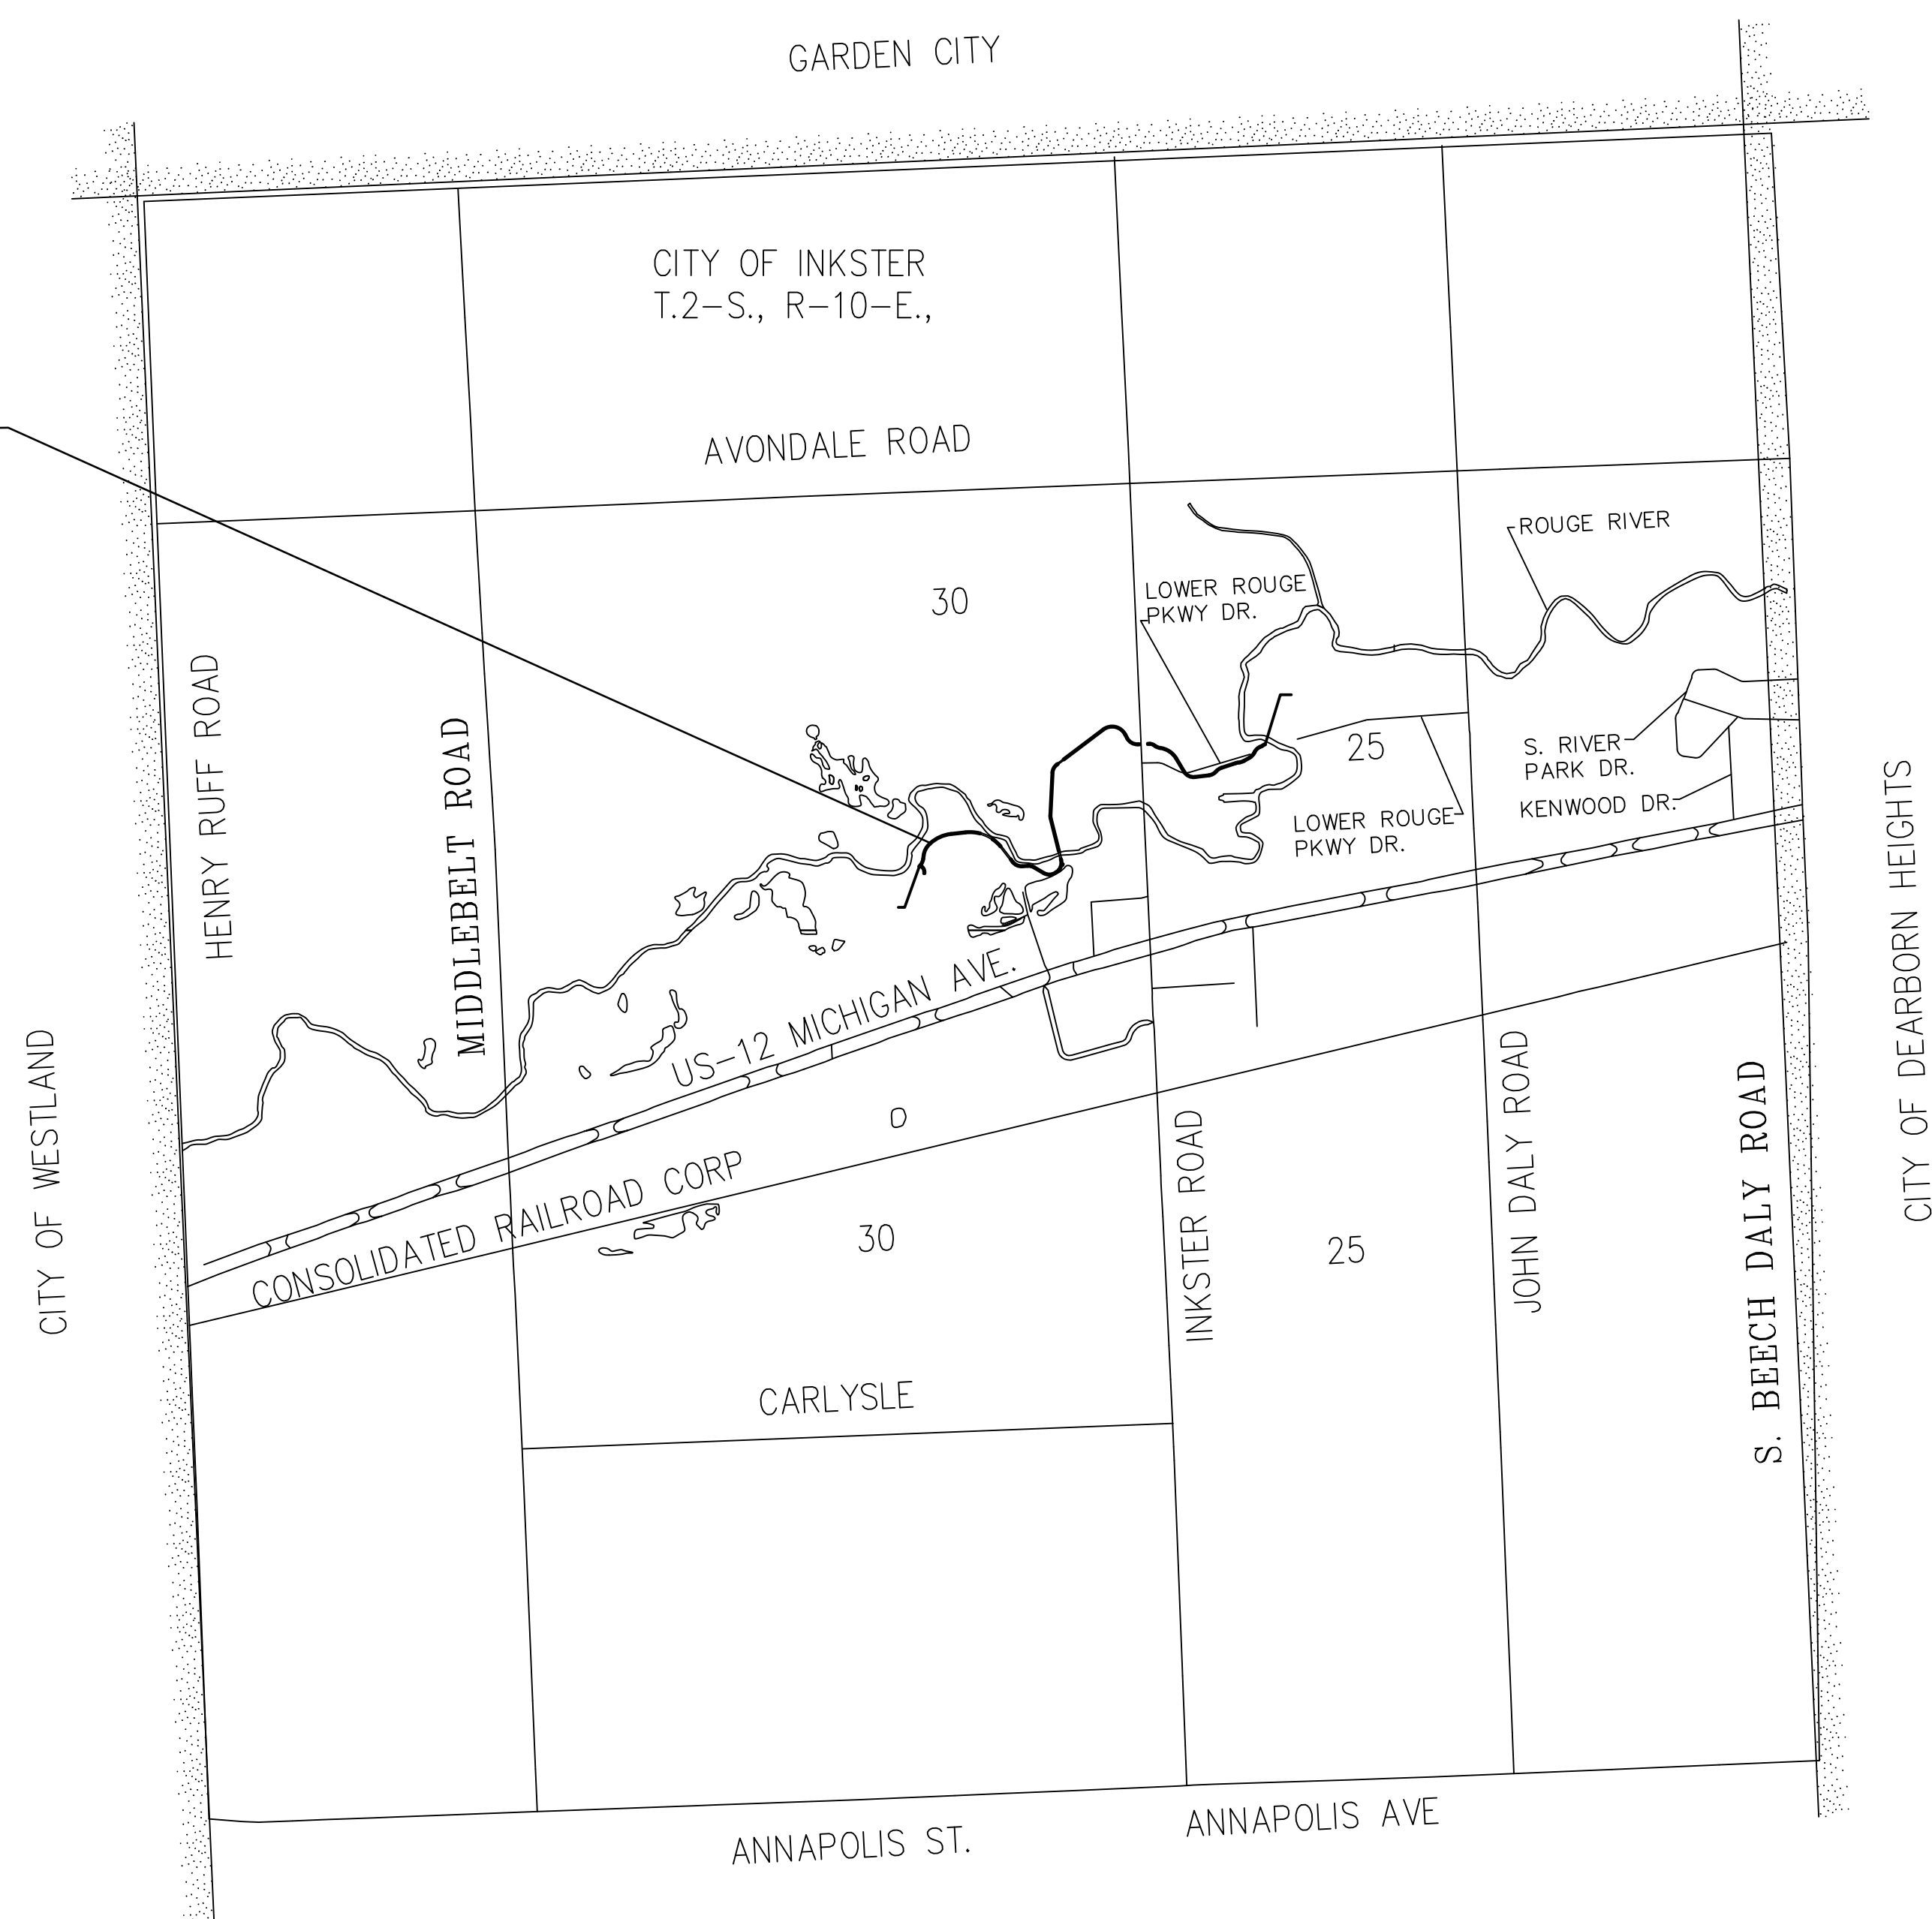 GARDEN CITY
CITY OF INKSTER
T.2-S., R-10-E.,
AVONDALE ROAD
ROUGE RIVER
30
LOWER ROUGE
PKWY DR.
HENRY RUFF ROAD
MIDDLEBELT ROAD
25
S. RIVER
PARK DR.
KENWOOD DR.
LOWER ROUGE
PKWY DR.
CITY OF DEARBORN HEIGHTS
US-12 MICHIGAN AVE.
CITY OF WESTLAND
CONSOLIDATED RAILROAD CORP
30
INKSTER ROAD
25
JOHN DALY ROAD
S. BEECH DALY ROAD
CARLYSLE
ANNAPOLIS ST.
ANNAPOLIS AVE